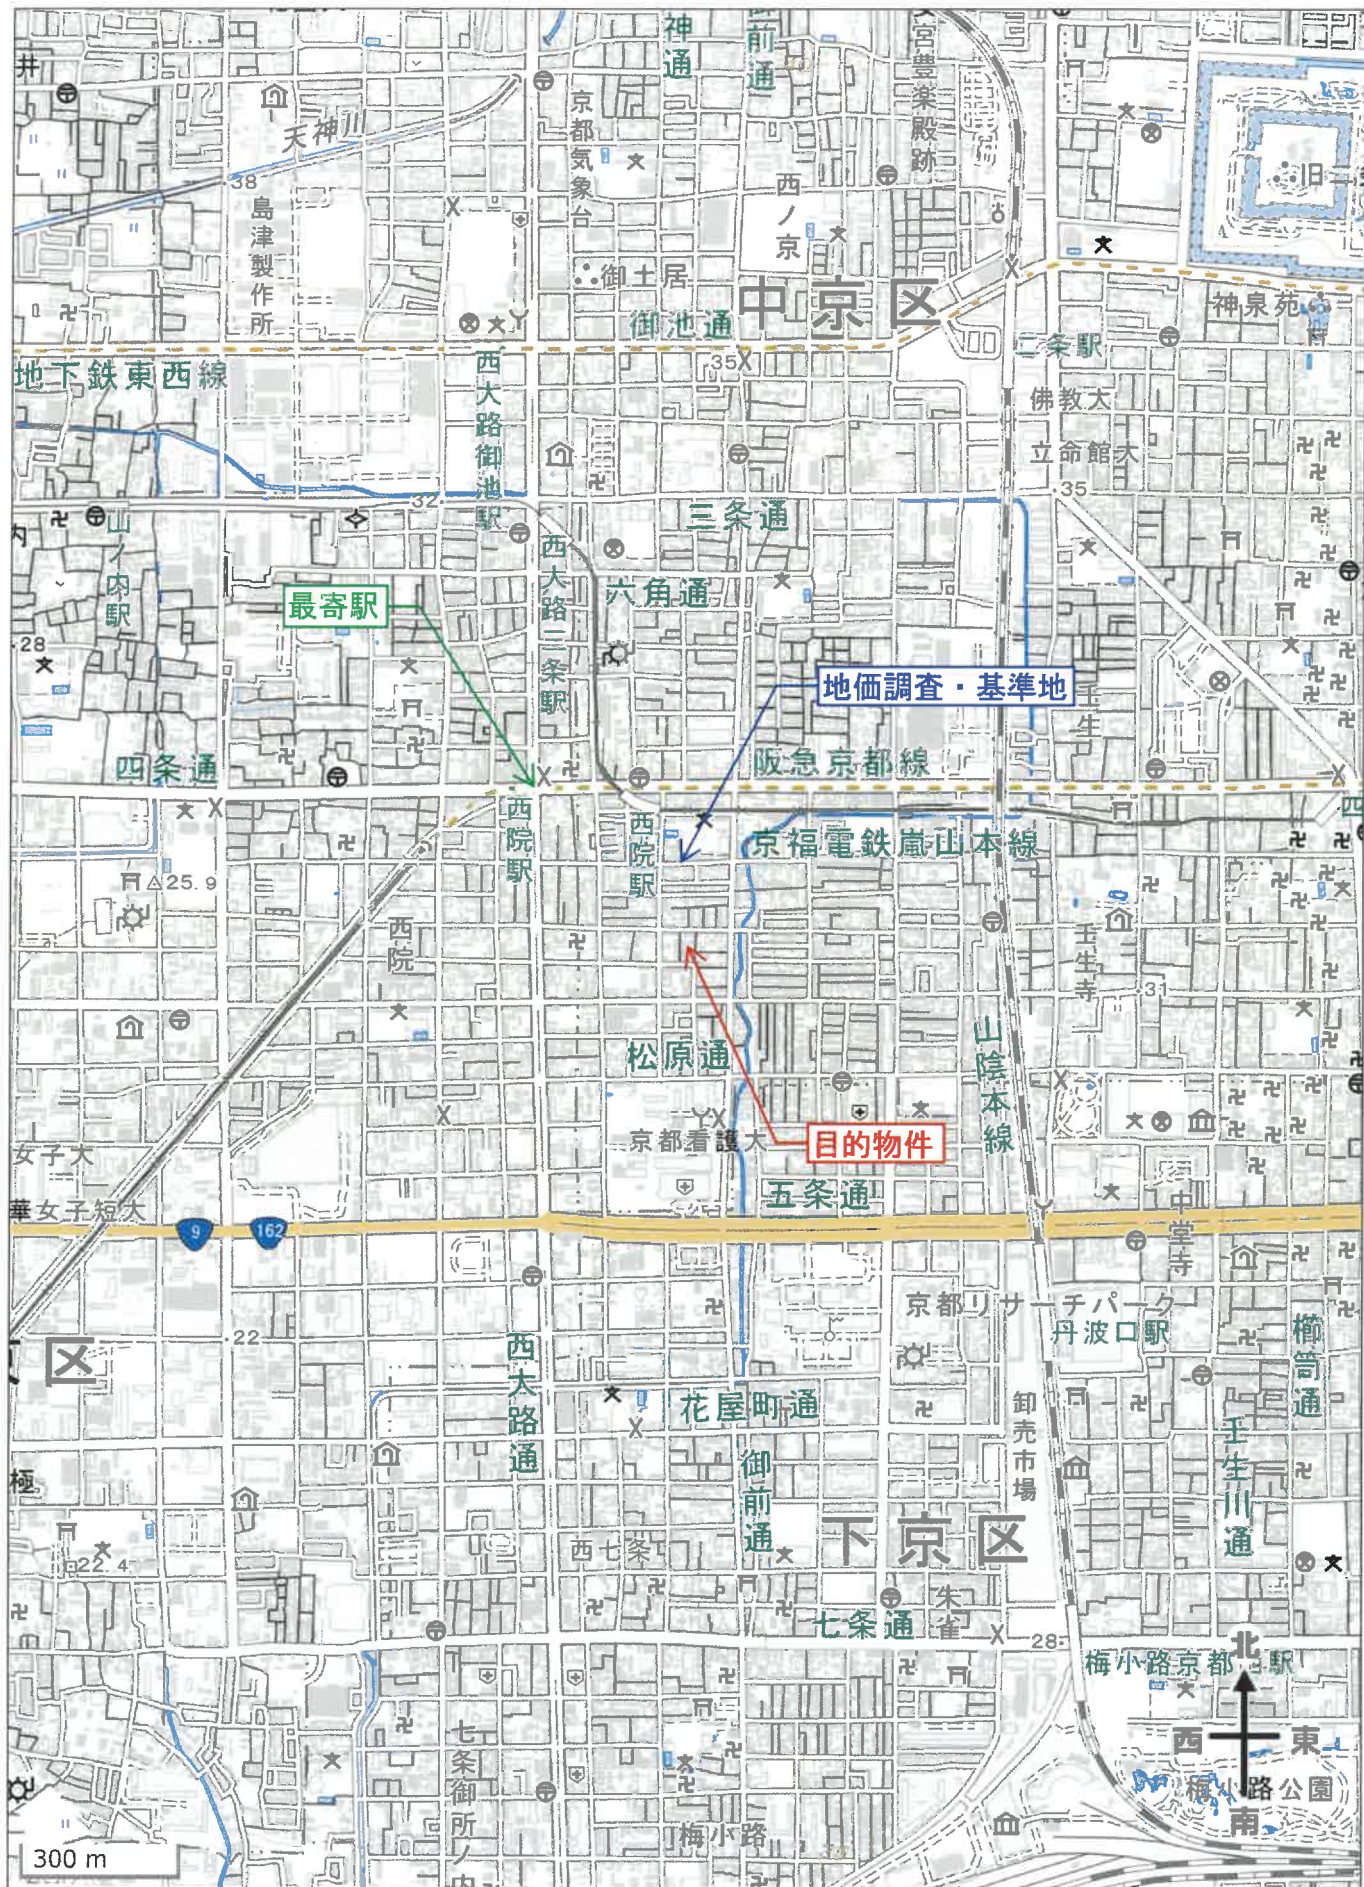 神通
御前通
宮豊楽殿跡
井
天神川
京都気象台
38
島津製作所
西ノ京
旧二
御土居
中京区
神泉苑
御池通
二条駅
35
地下鉄東西線
西大路御池駅
佛教大
立命館大
32
三条通
35
内
山ノ内駅
西大路三条駅
最寄駅
六角通
28
地価調査・基準地
壬生
四条通
阪急京都線
四
西院駅
西院駅
京福電鉄嵐山本線
25.9
西院
壬生寺
31
松原通
山陰本線
京都看護大
目的物件
女子大
華女子短大
五条通
9
162
中堂寺
京都リサーチパーク
丹波口駅
22
区
櫛笥通
西大路通
花屋町通
卸売市場
壬生川通
極
御前通
22.4
西七条
下京区
朱雀
七条通
28
北
梅小路京都西駅
七条御所ノ内
西
東
梅小路公園
南
梅小路
300 m